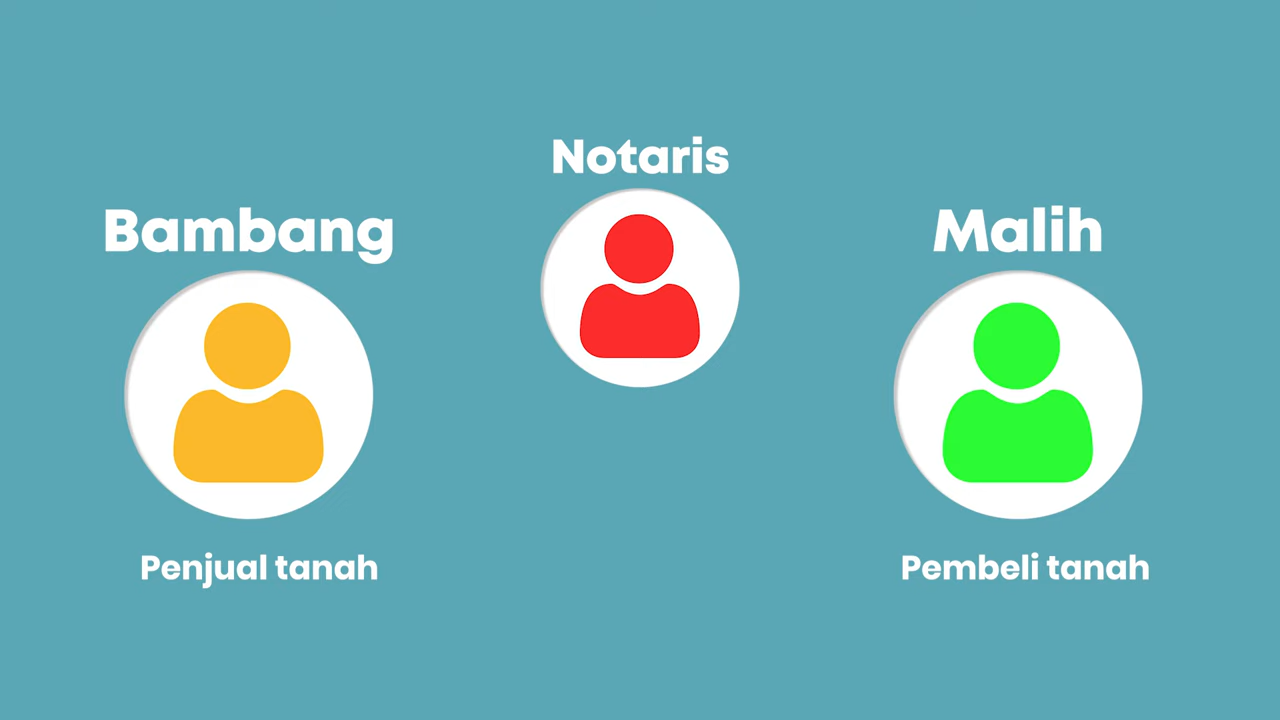 Notaris
Bambang
Malih
Penjual tanah
Pembeli tanah